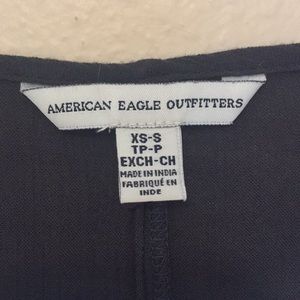 AMERICAN EAGLE OUTFITTERS
XS-S
TP-P
EXCH-CH
MADE IN INDIA
FABRIQUÉ EN
INDE